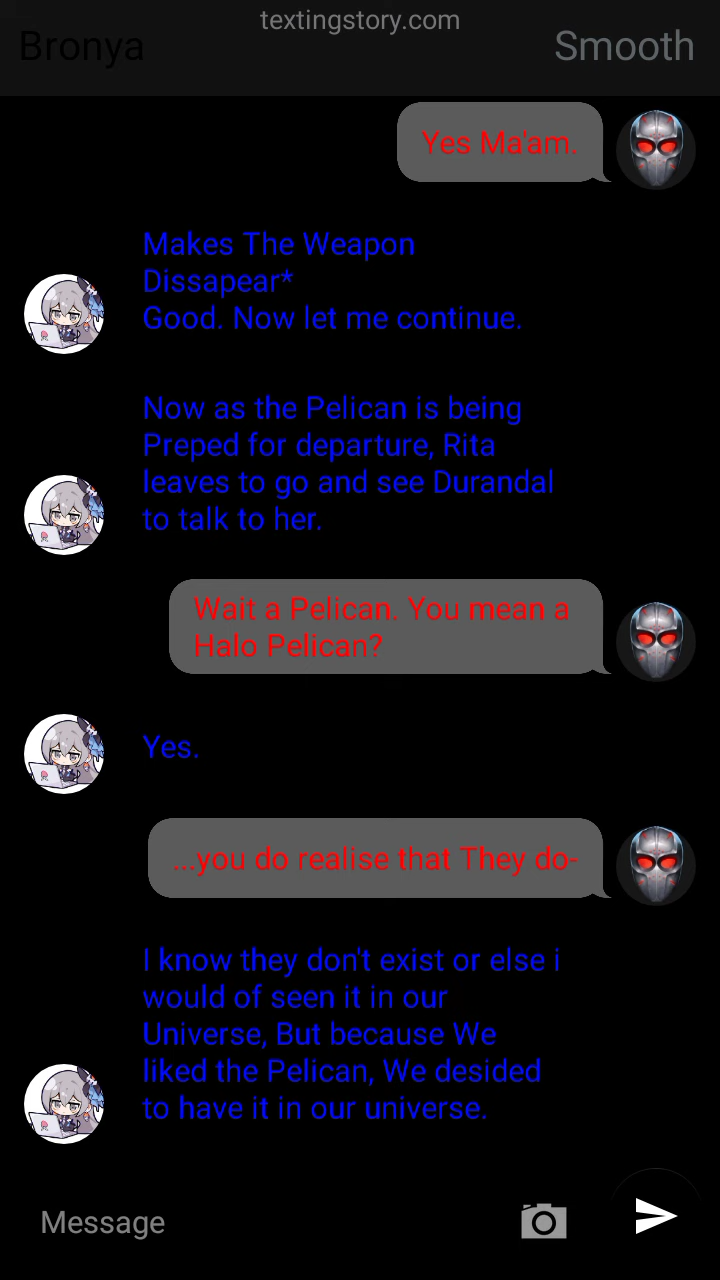 textingstory.com
Bronya
Smooth
Yes Ma'am.
Makes The Weapon
Dissapear*
Good. Now let me continue.
Now as the Pelican is being
Preped for departure, Rita
leaves to go and see Durandal
to talk to her.
Wait a Pelican. You mean a
Halo Pelican?
Yes.
...you do realise that They do-
I know they don't exist or else i
would of seen it in our
Universe, But because We
liked the Pelican, We desided
to have it in our universe.
Message